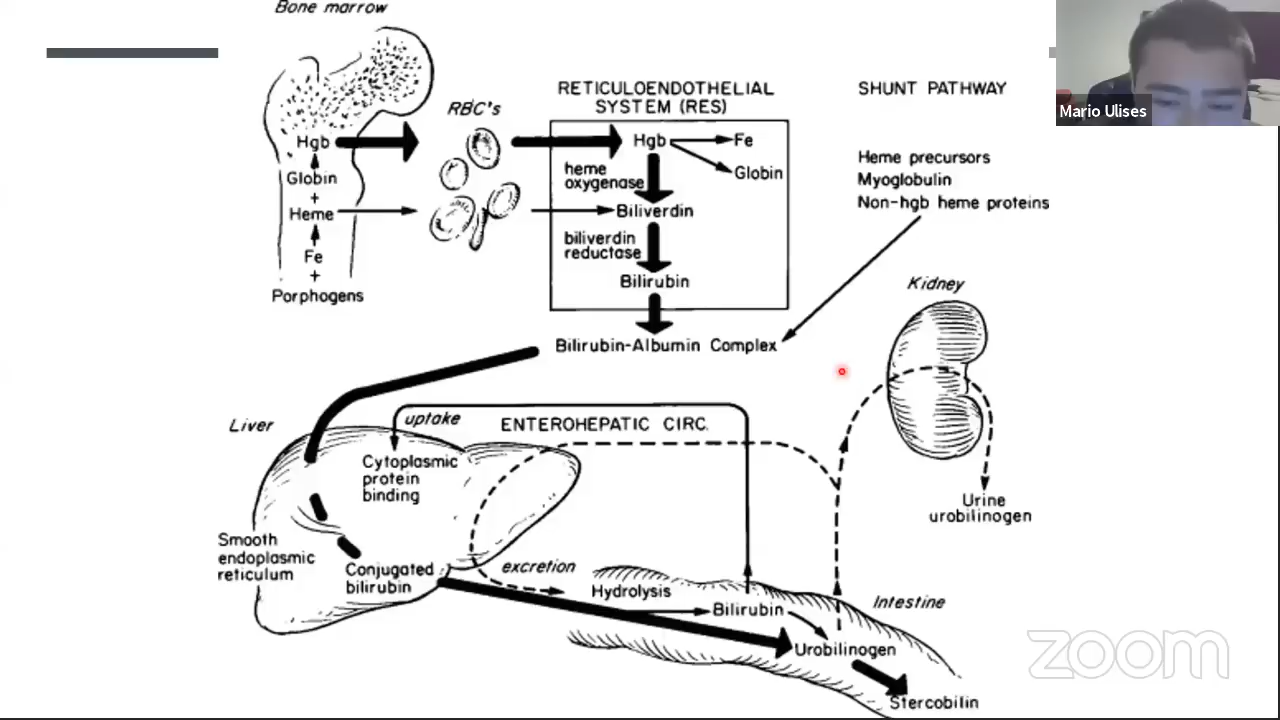 Bone marrow
Hgb
Globin
+
Heme
Fe
+
Porphogens
RBC's
RETICULOENDOTHELIAL
SYSTEM (RES)
Hgb
Fe
Globin
heme
oxygenase
Biliverdin
biliverdin
reductase
Bilirubin
Bilirubin-Albumin Complex
SHUNT PATHWAY
Heme precursors
Myoglobulin
Non-hgb heme proteins
Mario Ulises
Kidney
Urine
urobilinogen
Liver
uptake
ENTEROHEPATIC CIRC.
Cytoplasmic
protein
binding
Smooth
endoplasmic
reticulum
Conjugated
bilirubin
excretion
Hydrolysis
Bilirubin
Intestine
Urobilinogen
Stercobilin
zoom